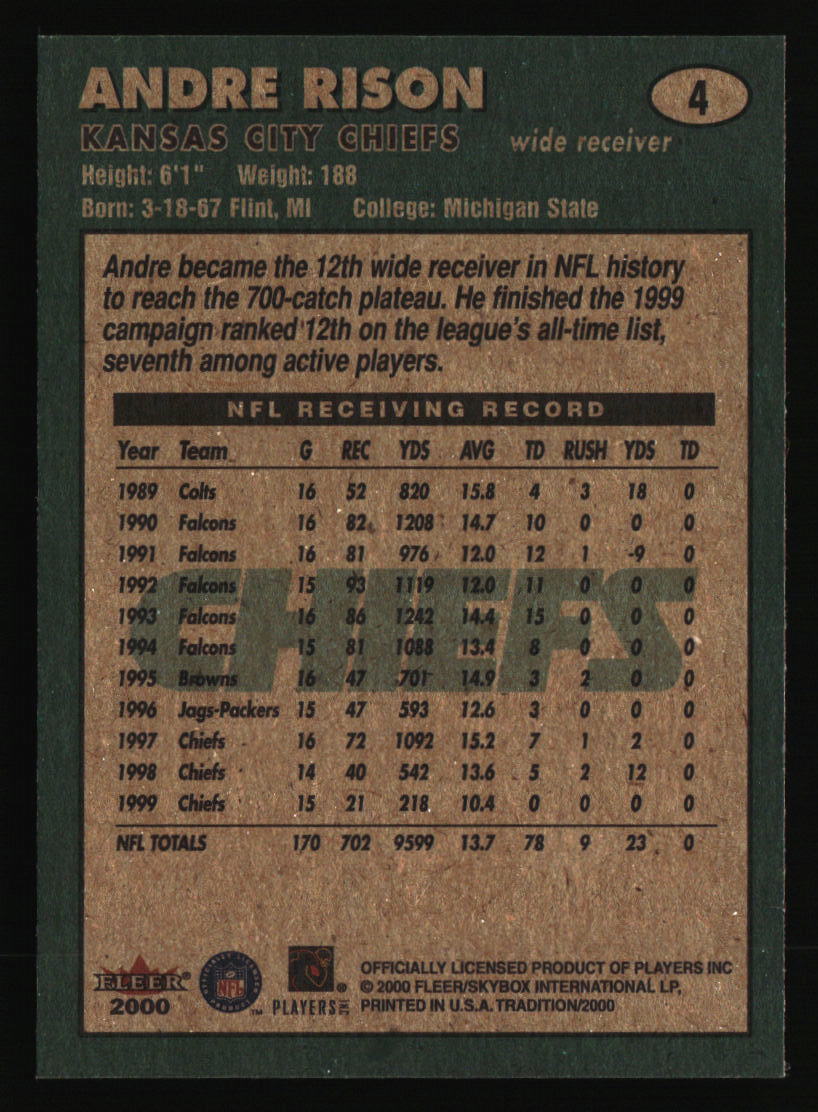 ANDRE RISON
4
KANSAS CITY CHIEFS wide receiver
Height: 6'1" Weight: 188
Born: 3-18-67 Flint, MI College: Michigan State
Andre became the 12th wide receiver in NFL history
to reach the 700-catch plateau. He finished the 1999
campaign ranked 12th on the league's all-time list,
seventh among active players.
NFL RECEIVING RECORD
Year Team G REC YDS AVG TD RUSH YDS TD
1989 Colts 16 52 820 15.8 4 3 18 0
1990 Falcons 16 82 1208 14.7 10 0 0 0
1991 Falcons 16 81 976 12.0 12 1 -9 0
1992 Falcons 15 93 1119 12.0 11 0 0 0
1993 Falcons 16 86 1242 14.4 15 0 0 0
1994 Falcons 15 81 1088 13.4 8 0 0 0
1995 Browns 16 47 701 14.9 3 2 0 0
1996 Jags-Packers 15 47 593 12.6 3 0 0 0
1997 Chiefs 16 72 1092 15.2 7 1 2 0
1998 Chiefs 14 40 542 13.6 5 2 12 0
1999 Chiefs 15 21 218 10.4 0 0 0 0
NFL TOTALS 170 702 9599 13.7 78 9 23 0
CHIEFS
FLEER®
2000
NFL
™
PLAYERS INC
®
OFFICIALLY LICENSED PRODUCT OF PLAYERS INC
© 2000 FLEER/SKYBOX INTERNATIONAL LP,
PRINTED IN U.S.A. TRADITION/2000